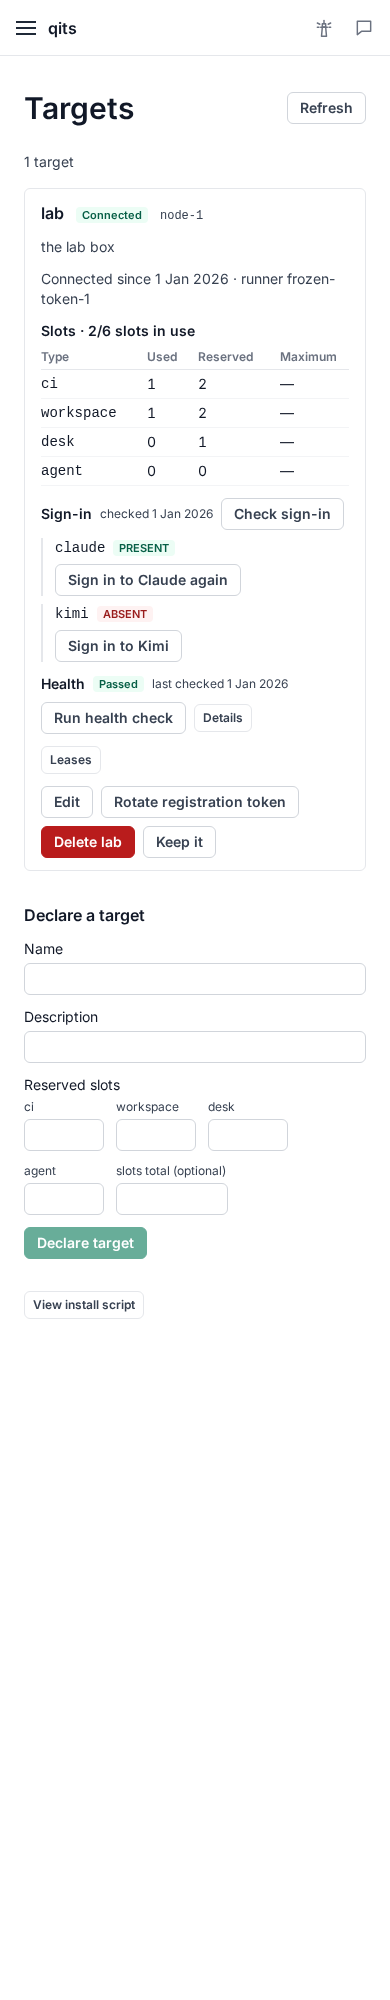 qits
Targets
Refresh
1 target
lab Connected node-1
the lab box
Connected since 1 Jan 2026 · runner frozen-
token-1
Slots · 2/6 slots in use
Type Used Reserved Maximum
ci 1 2 —
workspace 1 2 —
desk 0 1 —
agent 0 0 —
Sign-in checked 1 Jan 2026 Check sign-in
claude PRESENT
Sign in to Claude again
kimi ABSENT
Sign in to Kimi
Health Passed last checked 1 Jan 2026
Run health check Details
Leases
Edit Rotate registration token
Delete lab Keep it
Declare a target
Name
Description
Reserved slots
ci workspace desk
agent slots total (optional)
Declare target
View install script